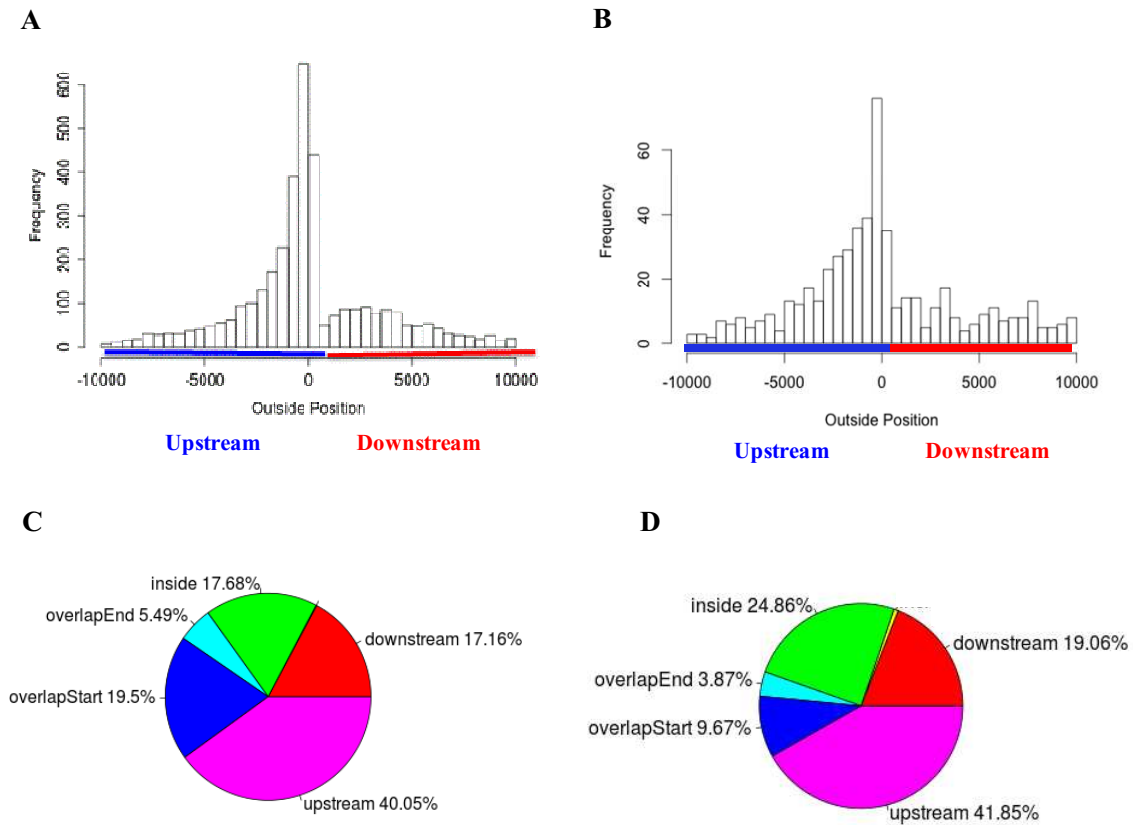 A
B
600
500
400
300
200
100
0
Frequency
-10000 -5000 0 5000 10000
Outside Position
Upstream Downstream
60
40
20
0
Frequency
-10000 -5000 0 5000 10000
Outside Position
Upstream Downstream
C
D
inside 17.68%
overlapEnd 5.49%
downstream 17.16%
overlapStart 19.5%
upstream 40.05%
inside 24.86%
downstream 19.06%
overlapEnd 3.87%
overlapStart 9.67%
upstream 41.85%